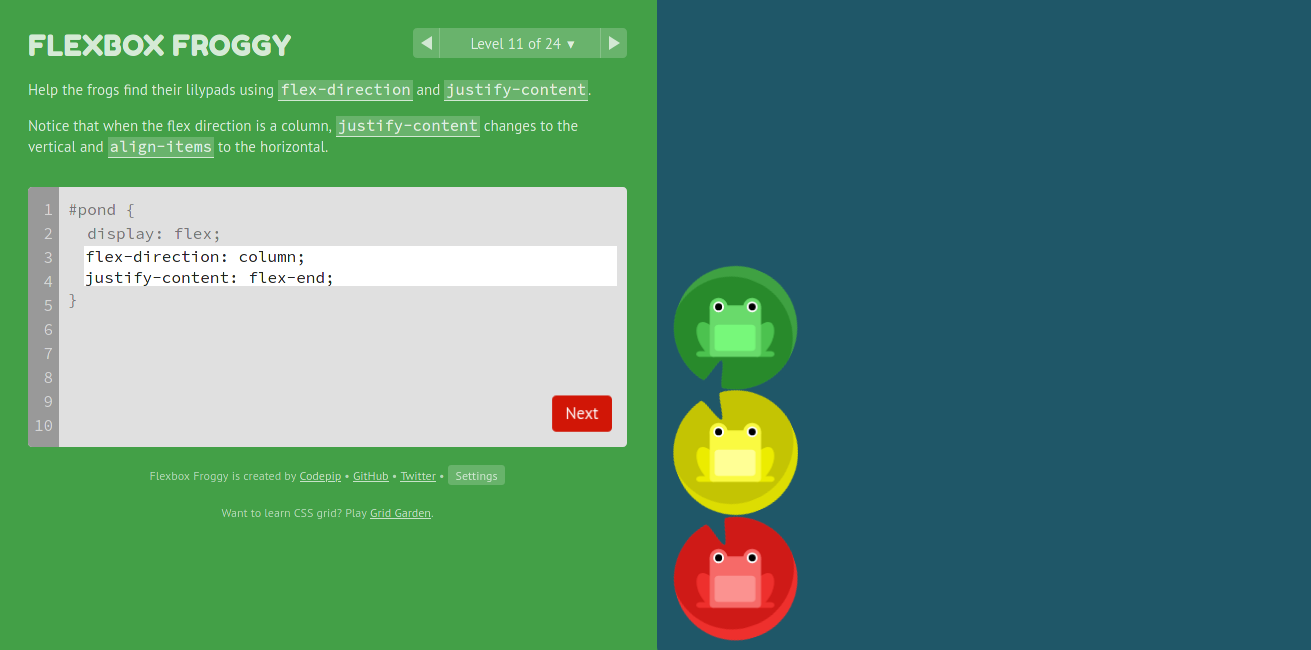 FLEXBOX FROGGY
◀ Level 11 of 24 ▾ ▶
Help the frogs find their lilypads using flex-direction and justify-content.
Notice that when the flex direction is a column, justify-content changes to the
vertical and align-items to the horizontal.
1 #pond {
2 display: flex;
3 flex-direction: column;
4 justify-content: flex-end;
5 }
6
7
8
9
10
Next
Flexbox Froggy is created by Codepip • GitHub • Twitter • Settings
Want to learn CSS grid? Play Grid Garden.